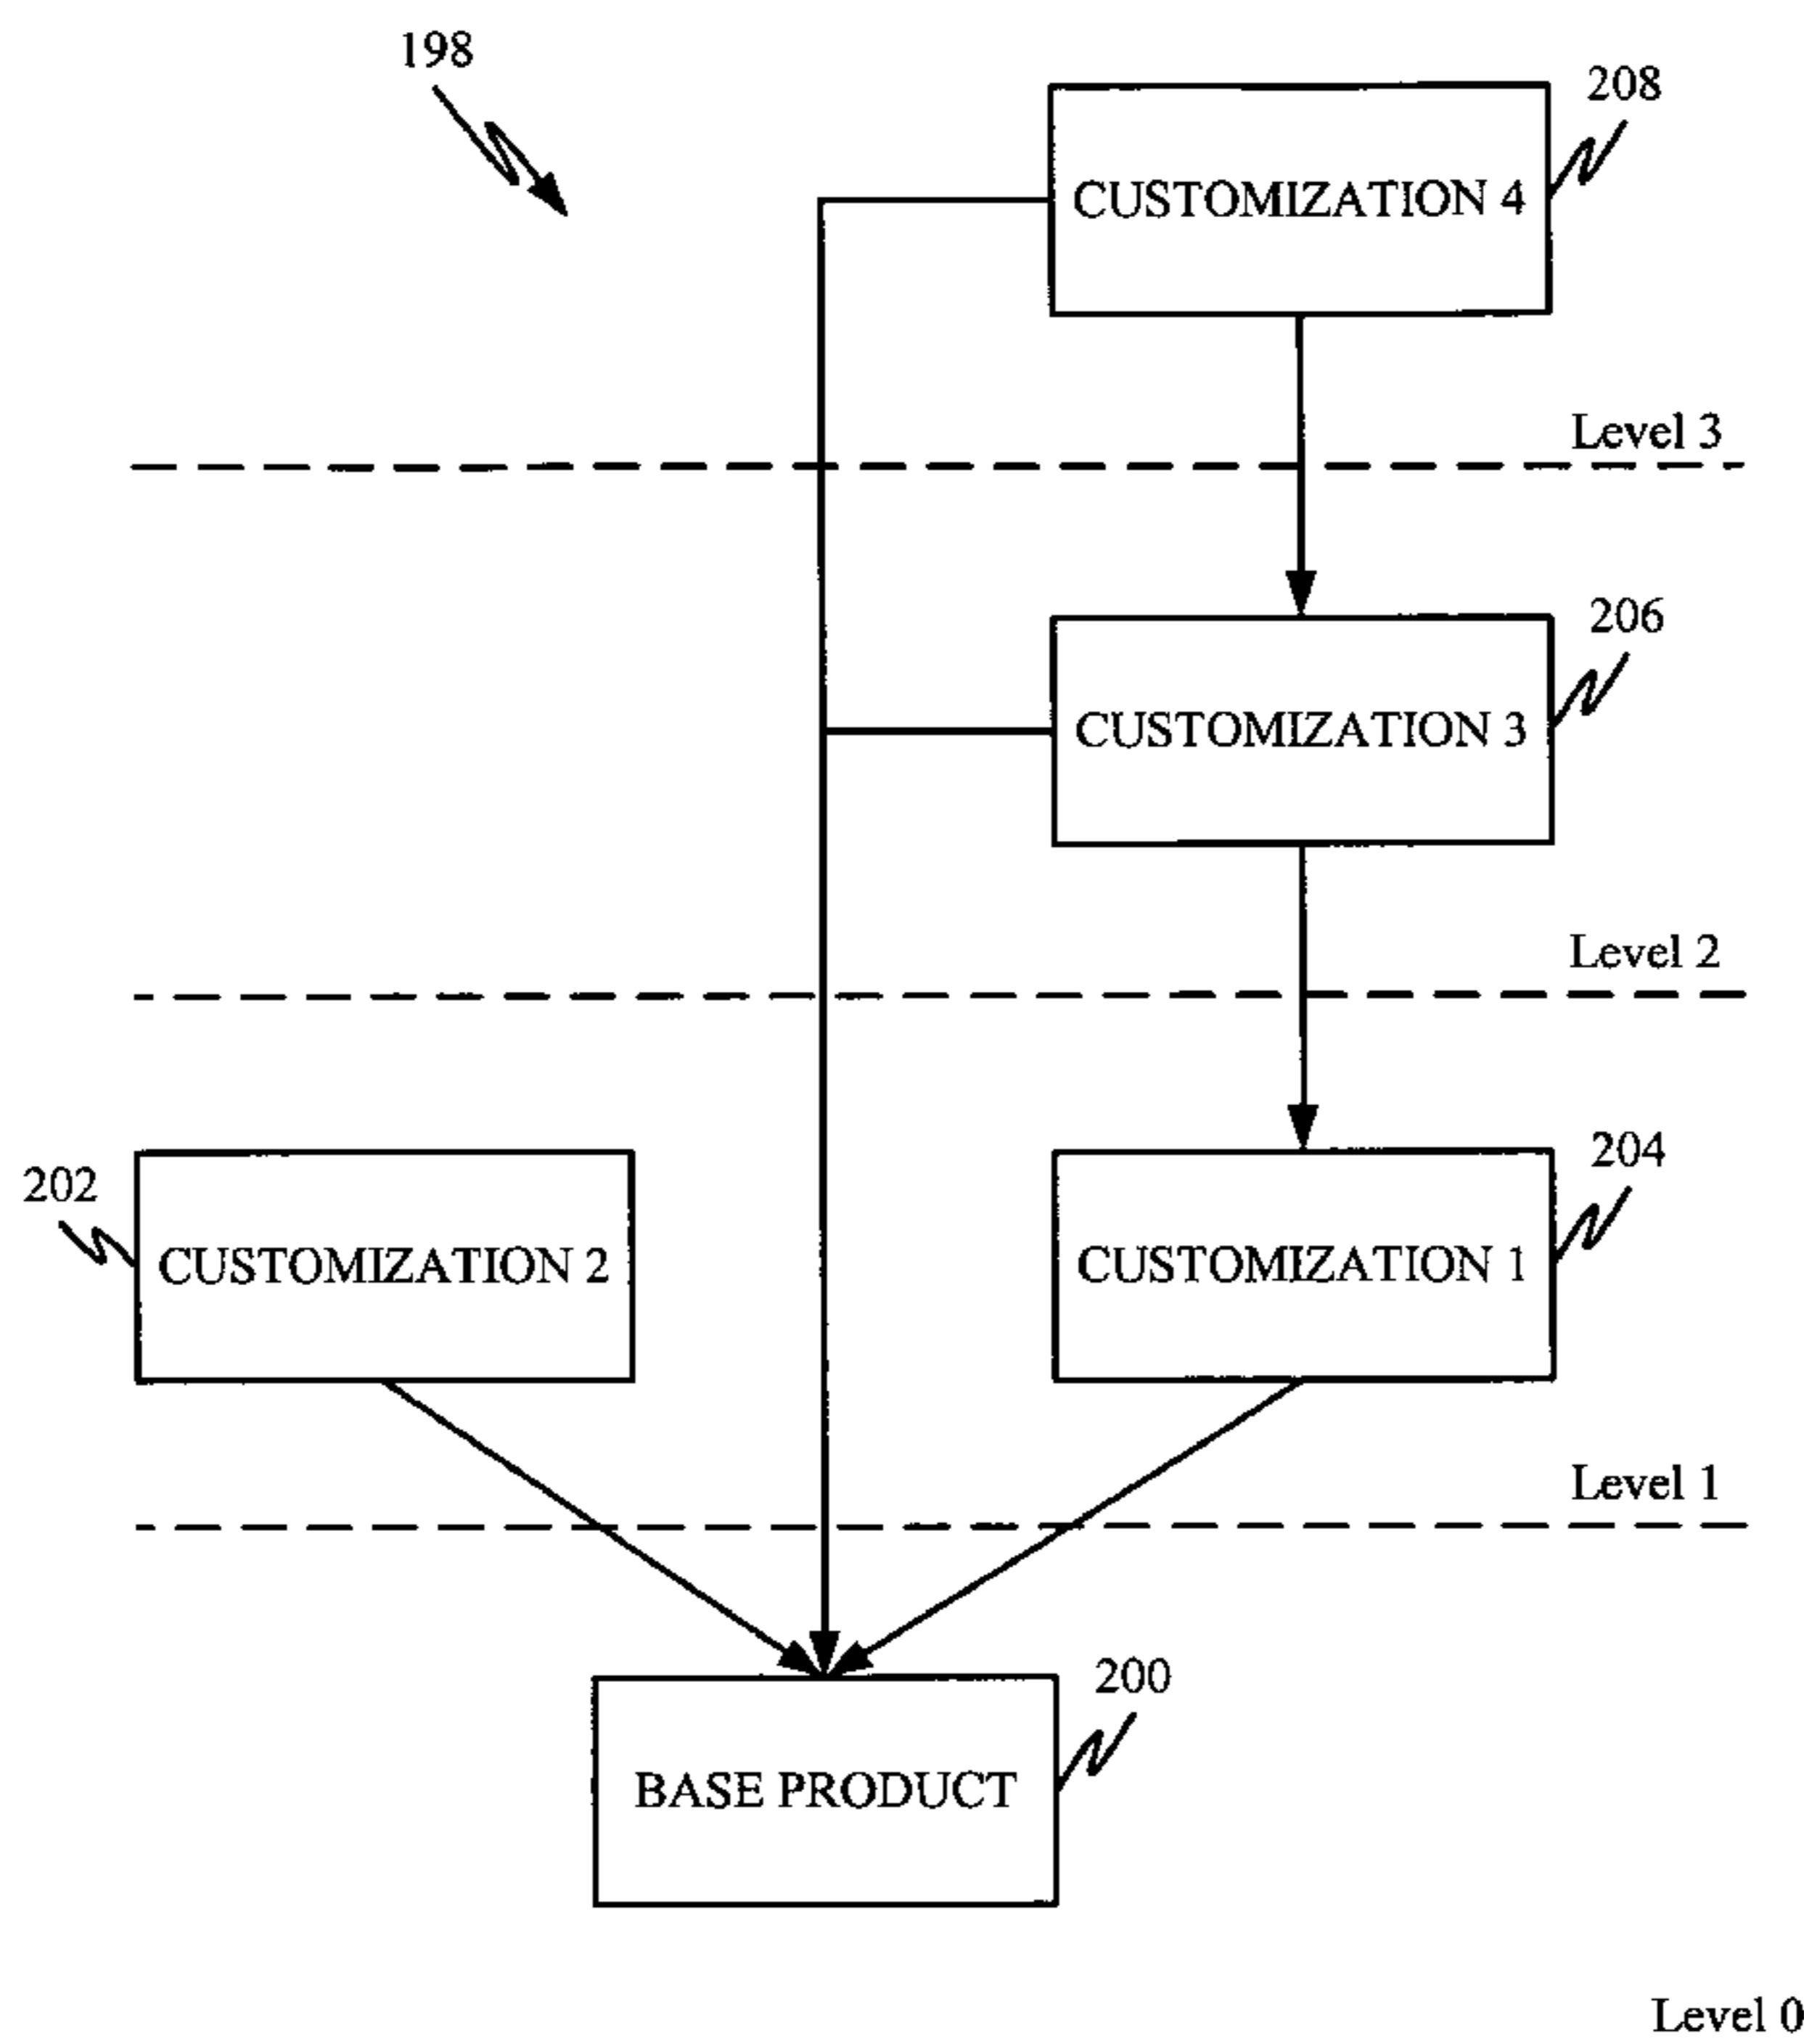 198
208
CUSTOMIZATION 4
Level 3
206
CUSTOMIZATION 3
Level 2
204
202
CUSTOMIZATION 2
CUSTOMIZATION 1
Level 1
200
BASE PRODUCT
Level 0